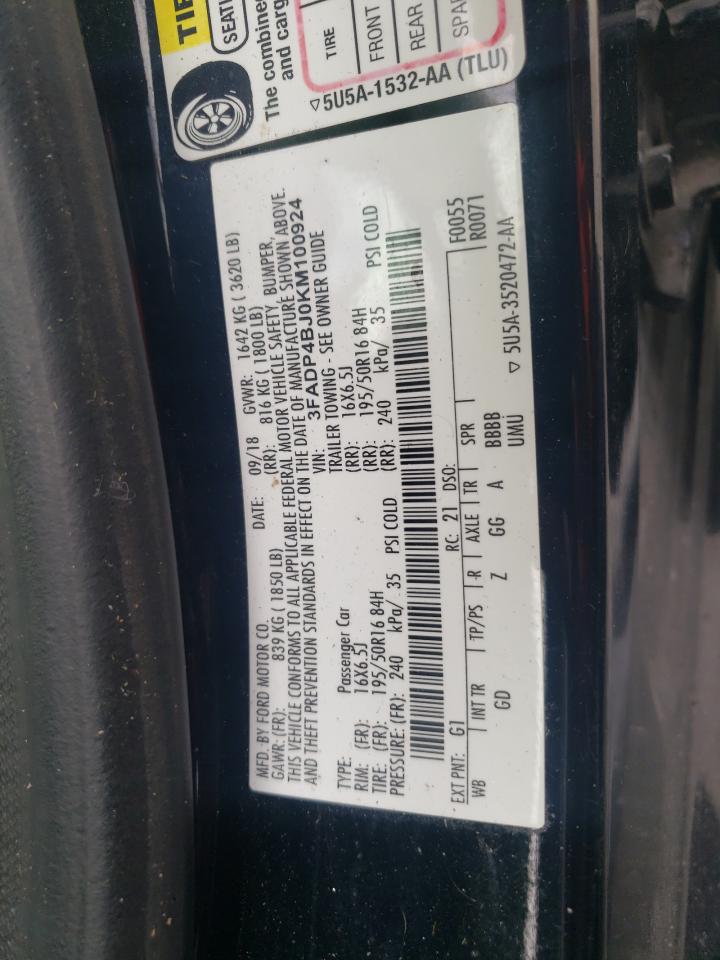 TIRE
SEATI
The combined
and carg
TIRE
FRONT
REAR
SPA
▽5U5A-1532-AA (TLU)
MFD. BY FORD MOTOR CO.
DATE: 09/18 GVWR: 1642 KG ( 3620 LB)
GAWR:(FR): 839 KG ( 1850 LB) (RR): 816 KG ( 1800 LB)
THIS VEHICLE CONFORMS TO ALL APPLICABLE FEDERAL MOTOR VEHICLE SAFETY, BUMPER,
AND THEFT PREVENTION STANDARDS IN EFFECT ON THE DATE OF MANUFACTURE SHOWN ABOVE.
VIN: 3FADP4BJ0KM100924
TYPE: Passenger Car TRAILER TOWING - SEE OWNER GUIDE
RIM: (FR): 16X6.5J (RR): 16X6.5J
TIRE: (FR): 195/50R16 84H (RR): 195/50R16 84H
PRESSURE: (FR): 240 kPa/ 35 PSI COLD (RR): 240 kPa/ 35 PSI COLD
EXT PNT: G1 RC: 21 DSO: F0055
WB INT TR TP/PS R AXLE TR SPR R0071
GD Z GG A BBBB
UMU
▽ 5U5A-3520472-AA